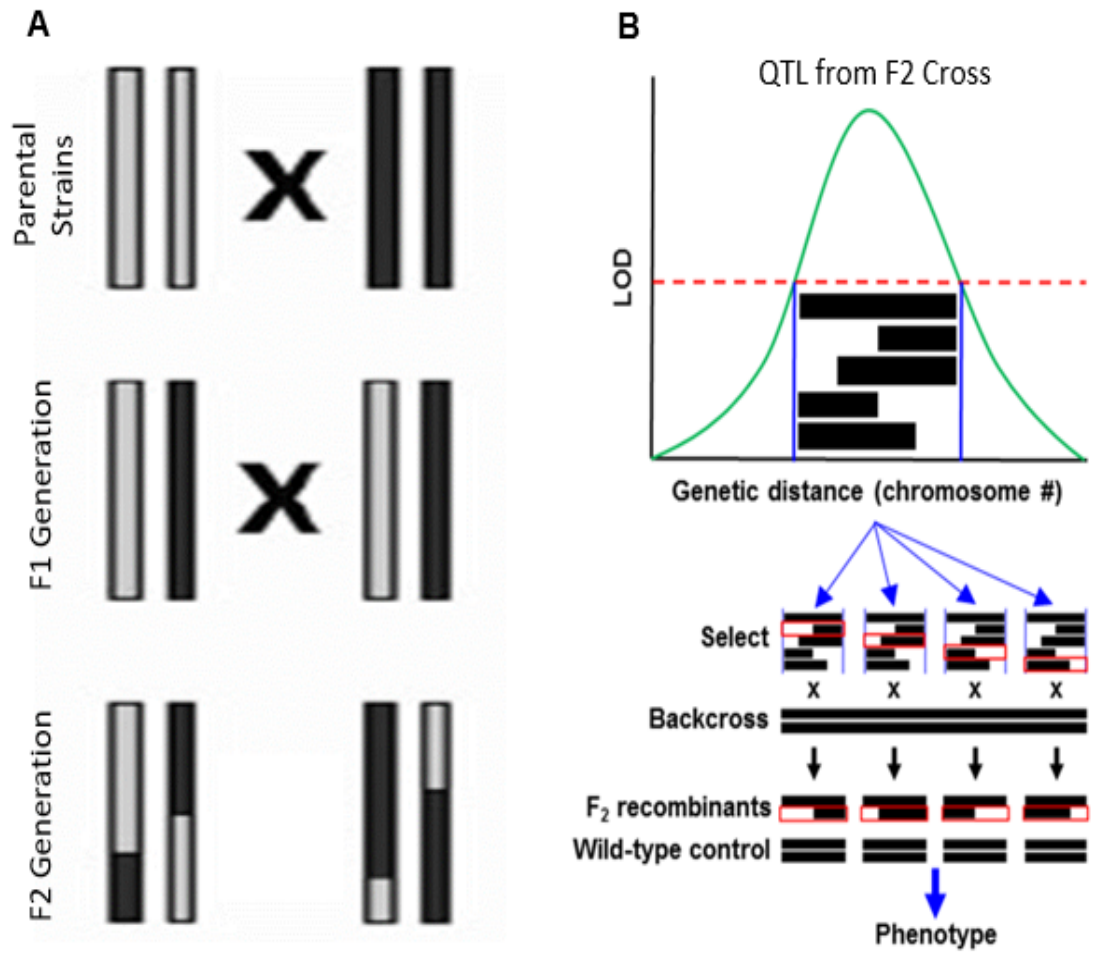 A
Parental
Strains
X
F1 Generation
X
F2 Generation
B
QTL from F2 Cross
LOD
Genetic distance (chromosome #)
Select
x x x x
Backcross
F₂ recombinants
Wild-type control
Phenotype